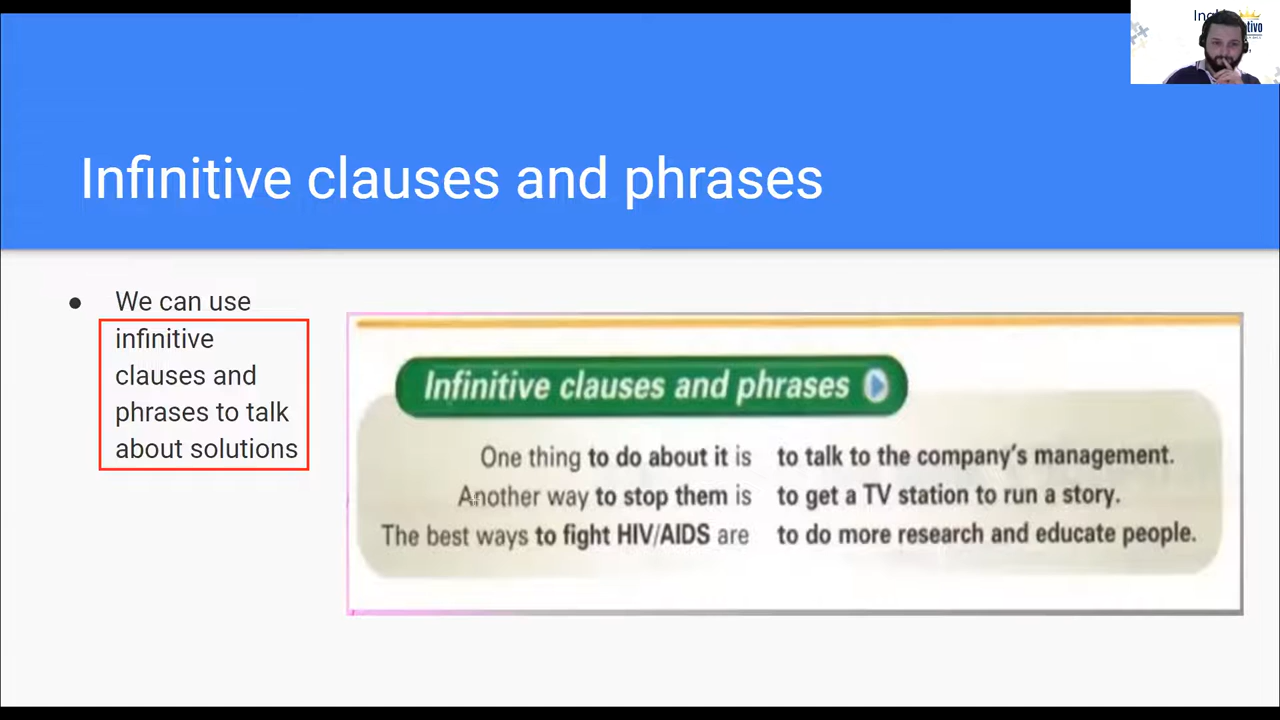 Infinitive clauses and phrases
● We can use
infinitive
clauses and
phrases to talk
about solutions
Infinitive clauses and phrases
One thing to do about it is to talk to the company's management.
Another way to stop them is to get a TV station to run a story.
The best ways to fight HIV/AIDS are to do more research and educate people.